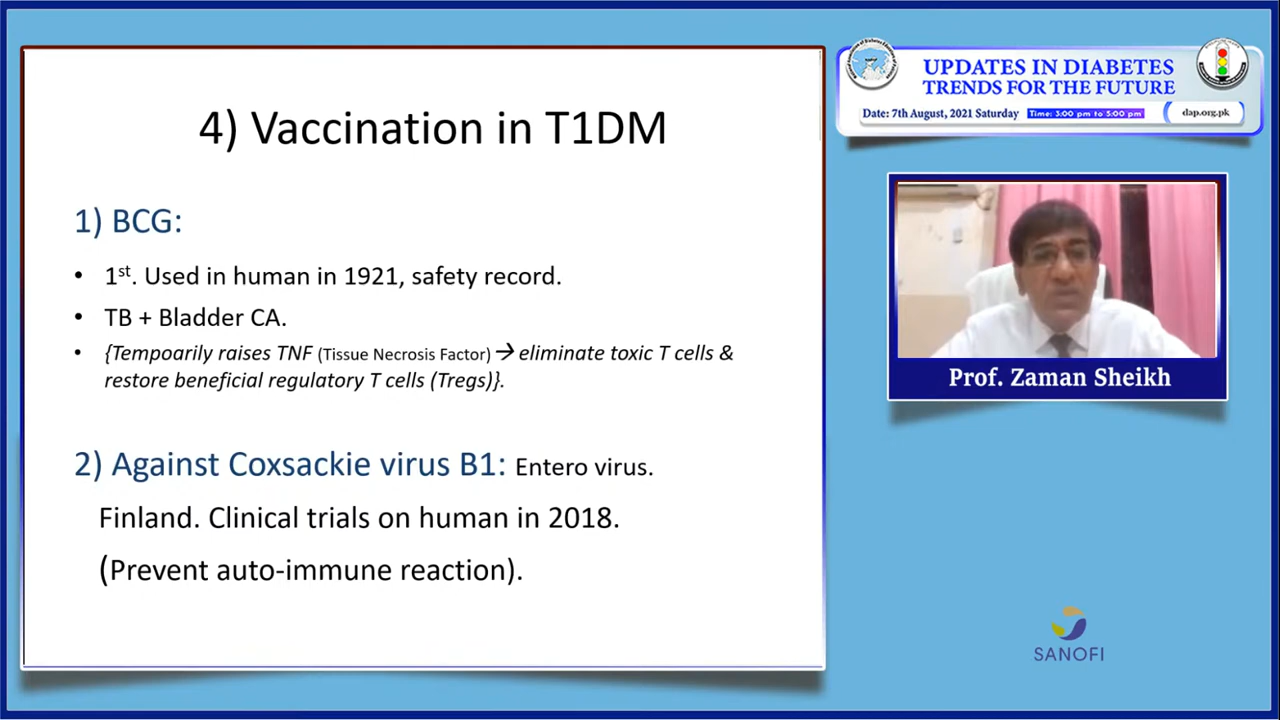 4) Vaccination in T1DM
1) BCG:
• 1st. Used in human in 1921, safety record.
• TB + Bladder CA.
• {Tempoarily raises TNF (Tissue Necrosis Factor) → eliminate toxic T cells &
restore beneficial regulatory T cells (Tregs)}.
2) Against Coxsackie virus B1: Entero virus.
Finland. Clinical trials on human in 2018.
(Prevent auto-immune reaction).
UPDATES IN DIABETES
TRENDS FOR THE FUTURE
Date: 7th August, 2021 Saturday Time: 3:00 pm to 5:00 pm dap.org.pk
Prof. Zaman Sheikh
SANOFI